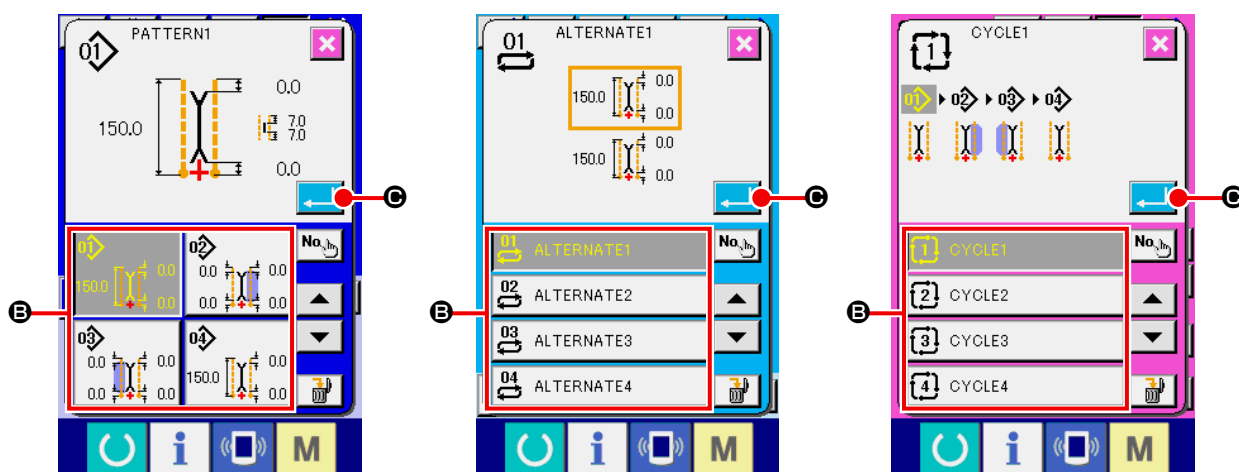 01 PATTERN1
0.0
150.0
7.0
7.0
0.0
C
01 02
0.0 0.0 0.0
150.0
0.0 0.0 0.0
03 04
0.0 0.0 0.0
150.0
0.0 0.0 0.0
No.
B
i M
01 ALTERNATE1
150.0 0.0
0.0
150.0 0.0
0.0
C
01 ALTERNATE1
02 ALTERNATE2
03 ALTERNATE3
04 ALTERNATE4
No.
B
i M
1 CYCLE1
01 02 03 04
C
1 CYCLE1
2 CYCLE2
3 CYCLE3
4 CYCLE4
No.
B
i M